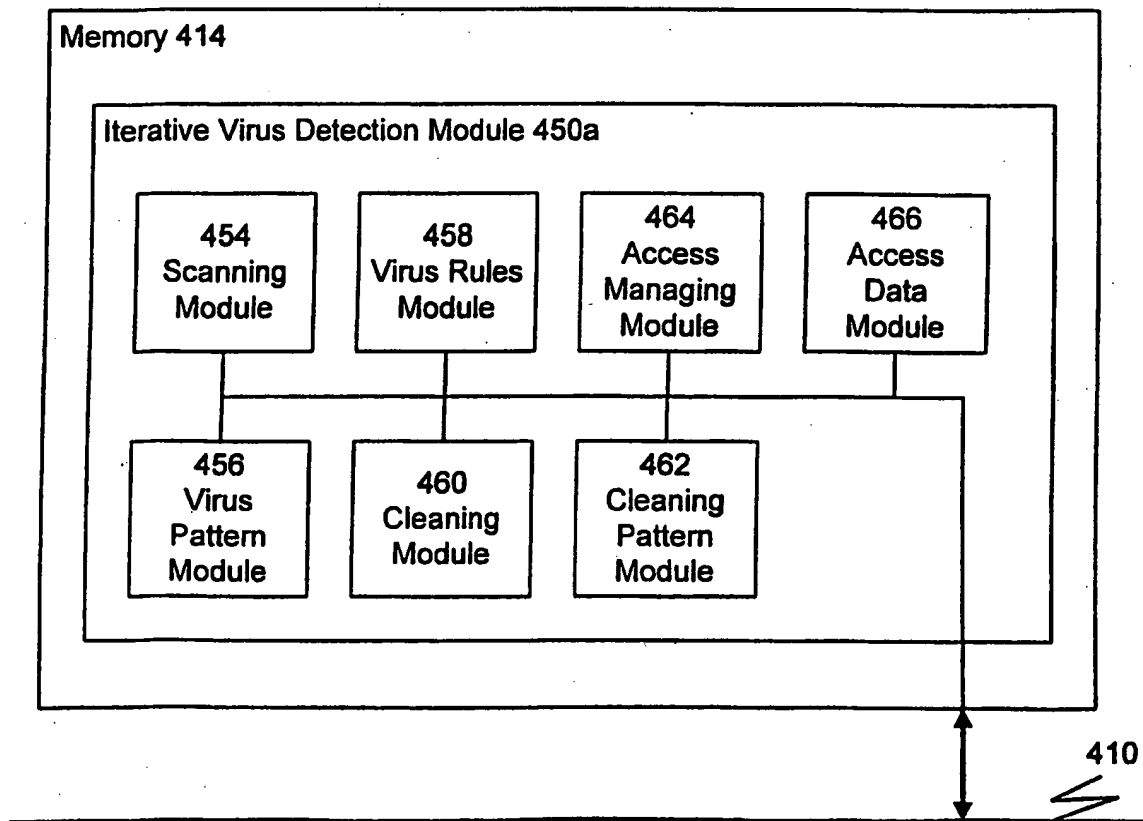 Memory 414
Iterative Virus Detection Module 450a
454
Scanning
Module
458
Virus Rules
Module
464
Access
Managing
Module
466
Access
Data
Module
456
Virus
Pattern
Module
460
Cleaning
Module
462
Cleaning
Pattern
Module
410